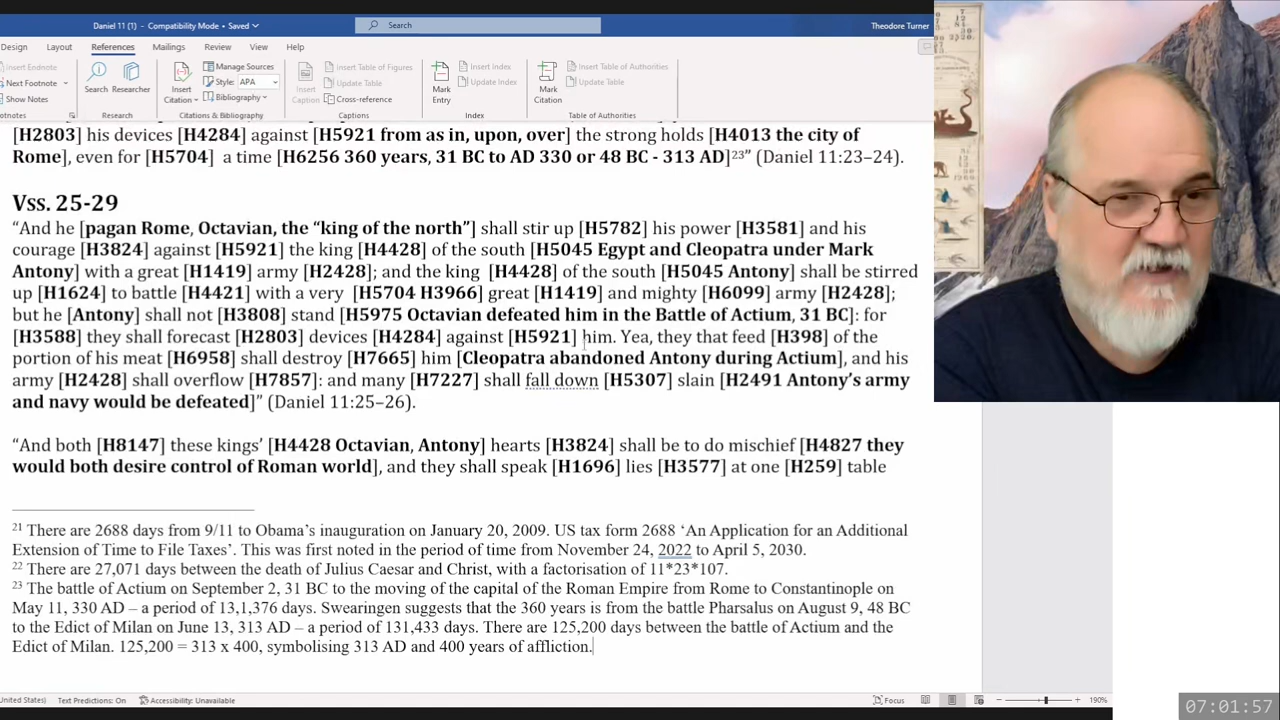 Daniel 11 (1) - Compatibility Mode • Saved
Search
Theodore Turner
Design Layout References Mailings Review View Help
Insert Endnote
Next Footnote
Show Notes
Search
Researcher
Research
Insert Citation
Manage Sources
Style: APA
Bibliography
Citations & Bibliography
Insert Caption
Insert Table of Figures
Update Table
Cross-reference
Captions
Mark Entry
Insert Index
Update Index
Index
Mark Citation
Insert Table of Authorities
Update Table
Table of Authorities
[H2803] his devices [H4284] against [H5921 from as in, upon, over] the strong holds [H4013 the city of
Rome], even for [H5704] a time [H6256 360 years, 31 BC to AD 330 or 48 BC - 313 AD]23” (Daniel 11:23–24).
Vss. 25-29
“And he [pagan Rome, Octavian, the “king of the north”] shall stir up [H5782] his power [H3581] and his
courage [H3824] against [H5921] the king [H4428] of the south [H5045 Egypt and Cleopatra under Mark
Antony] with a great [H1419] army [H2428]; and the king [H4428] of the south [H5045 Antony] shall be stirred
up [H1624] to battle [H4421] with a very [H5704 H3966] great [H1419] and mighty [H6099] army [H2428];
but he [Antony] shall not [H3808] stand [H5975 Octavian defeated him in the Battle of Actium, 31 BC]: for
[H3588] they shall forecast [H2803] devices [H4284] against [H5921] him. Yea, they that feed [H398] of the
portion of his meat [H6958] shall destroy [H7665] him [Cleopatra abandoned Antony during Actium], and his
army [H2428] shall overflow [H7857]: and many [H7227] shall fall down [H5307] slain [H2491 Antony’s army
and navy would be defeated]” (Daniel 11:25–26).
“And both [H8147] these kings’ [H4428 Octavian, Antony] hearts [H3824] shall be to do mischief [H4827 they
would both desire control of Roman world], and they shall speak [H1696] lies [H3577] at one [H259] table
21 There are 2688 days from 9/11 to Obama’s inauguration on January 20, 2009. US tax form 2688 ‘An Application for an Additional
Extension of Time to File Taxes’. This was first noted in the period of time from November 24, 2022 to April 5, 2030.
22 There are 27,071 days between the death of Julius Caesar and Christ, with a factorisation of 11*23*107.
23 The battle of Actium on September 2, 31 BC to the moving of the capital of the Roman Empire from Rome to Constantinople on
May 11, 330 AD – a period of 13,1,376 days. Swearingen suggests that the 360 years is from the battle Pharsalus on August 9, 48 BC
to the Edict of Milan on June 13, 313 AD – a period of 131,433 days. There are 125,200 days between the battle of Actium and the
Edict of Milan. 125,200 = 313 x 400, symbolising 313 AD and 400 years of affliction.
United States) Text Predictions: On Accessibility: Unavailable Focus 190%
07:01:57